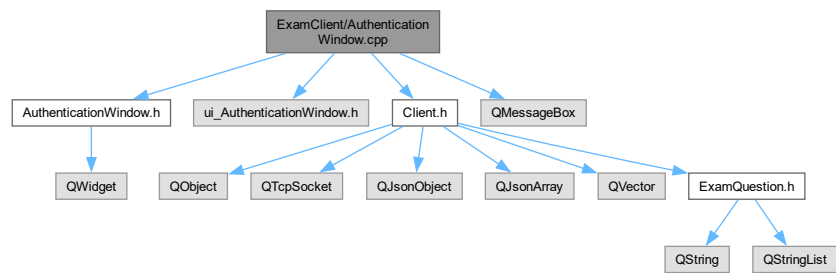 ExamClient/Authentication
Window.cpp
AuthenticationWindow.h
ui_AuthenticationWindow.h
Client.h
QMessageBox
QWidget
QObject
QTcpSocket
QJsonObject
QJsonArray
QVector
ExamQuestion.h
QString
QStringList